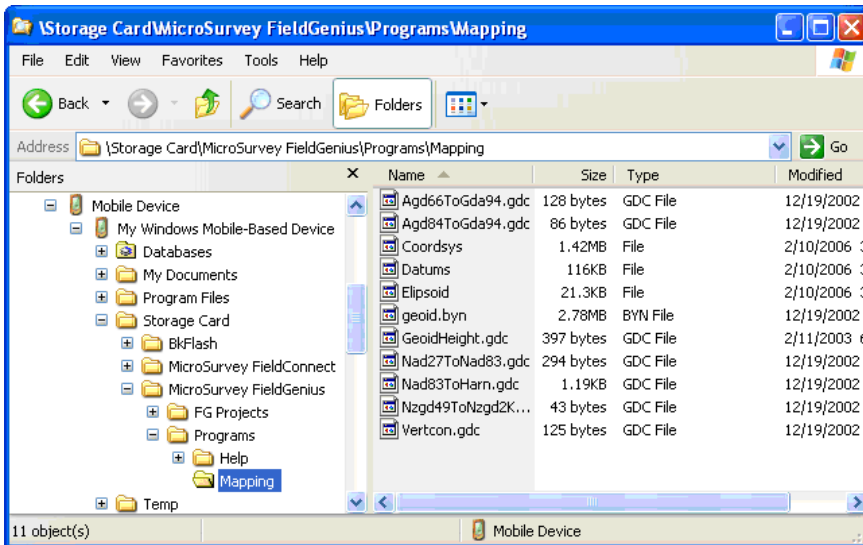 \Storage Card\MicroSurvey FieldGenius\Programs\Mapping
File Edit View Favorites Tools Help
Back Search Folders
Address \Storage Card\MicroSurvey FieldGenius\Programs\Mapping Go
Folders
Mobile Device
My Windows Mobile-Based Device
Databases
My Documents
Program Files
Storage Card
BkFlash
MicroSurvey FieldConnect
MicroSurvey FieldGenius
FG Projects
Programs
Help
Mapping
Temp
Name Size Type Modified
Agd66ToGda94.gdc 128 bytes GDC File 12/19/2002
Agd84ToGda94.gdc 86 bytes GDC File 12/19/2002
Coordsys 1.42MB File 2/10/2006
Datums 116KB File 2/10/2006
Elipsoid 21.3KB File 2/10/2006
geoid.byn 2.78MB BYN File 12/19/2002
GeoidHeight.gdc 397 bytes GDC File 2/11/2003
Nad27ToNad83.gdc 294 bytes GDC File 12/19/2002
Nad83ToHarn.gdc 1.19KB GDC File 12/19/2002
Nzgd49ToNzgd2K... 43 bytes GDC File 12/19/2002
Vertcon.gdc 125 bytes GDC File 12/19/2002
11 object(s) Mobile Device